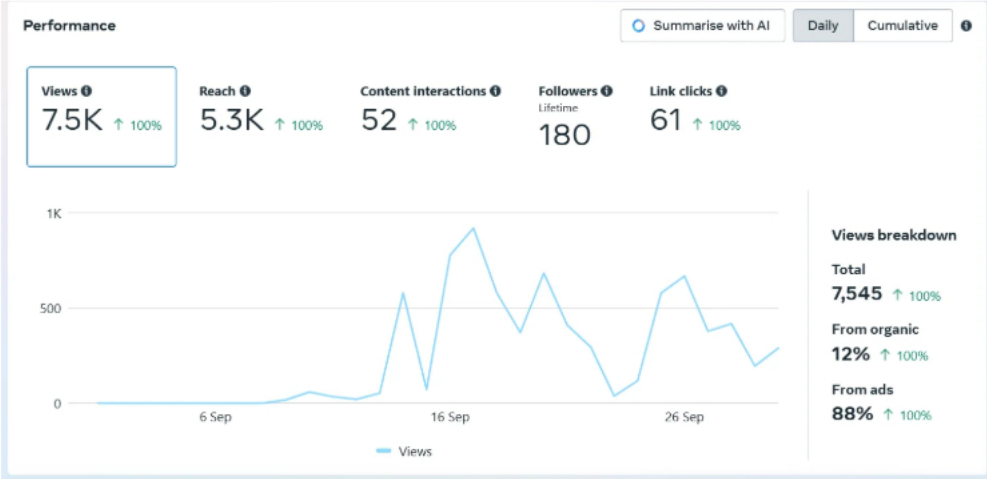 Performance
Summarise with AI
Daily
Cumulative
Views
7.5K ↑ 100%
Reach
5.3K ↑ 100%
Content interactions
52 ↑ 100%
Followers
Lifetime
180
Link clicks
61 ↑ 100%
1K
500
0
6 Sep
16 Sep
26 Sep
Views
Views breakdown
Total
7,545 ↑ 100%
From organic
12% ↑ 100%
From ads
88% ↑ 100%